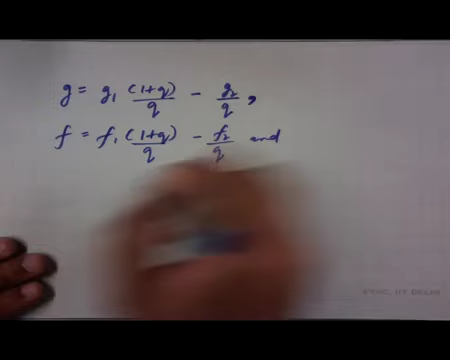 g = g₁ (1+q)/q - g₂/q,
f = f₁ (1+q)/q - f₂/q and